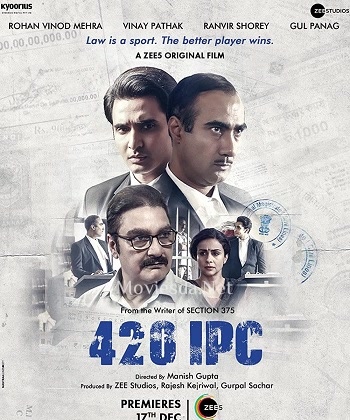 kyoorius
ZEE STUDIOS
ROHAN VINOD MEHRA VINAY PATHAK RANVIR SHOREY GUL PANAG
Law is a sport. The better player wins.
A ZEE5 ORIGINAL FILM
From the Writer of SECTION 375
420 IPC
Directed By Manish Gupta
Produced By ZEE Studios, Rajesh Kejriwal, Gurpal Sachar
PREMIERES
17TH DEC
ZEE5